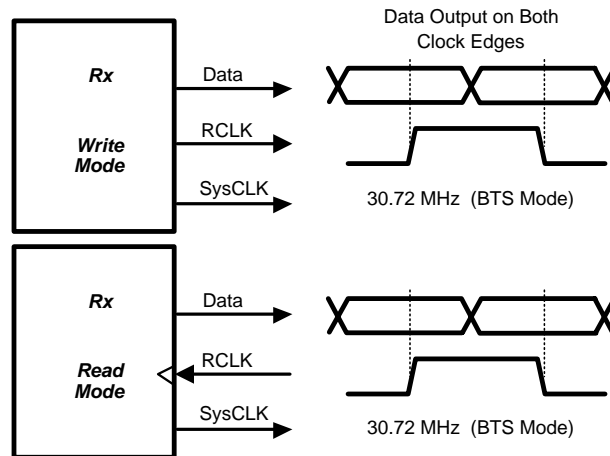 Data Output on Both
Clock Edges
Rx
Data
Write
Mode
RCLK
SysCLK
30.72 MHz (BTS Mode)
Rx
Data
Read
Mode
RCLK
SysCLK
30.72 MHz (BTS Mode)